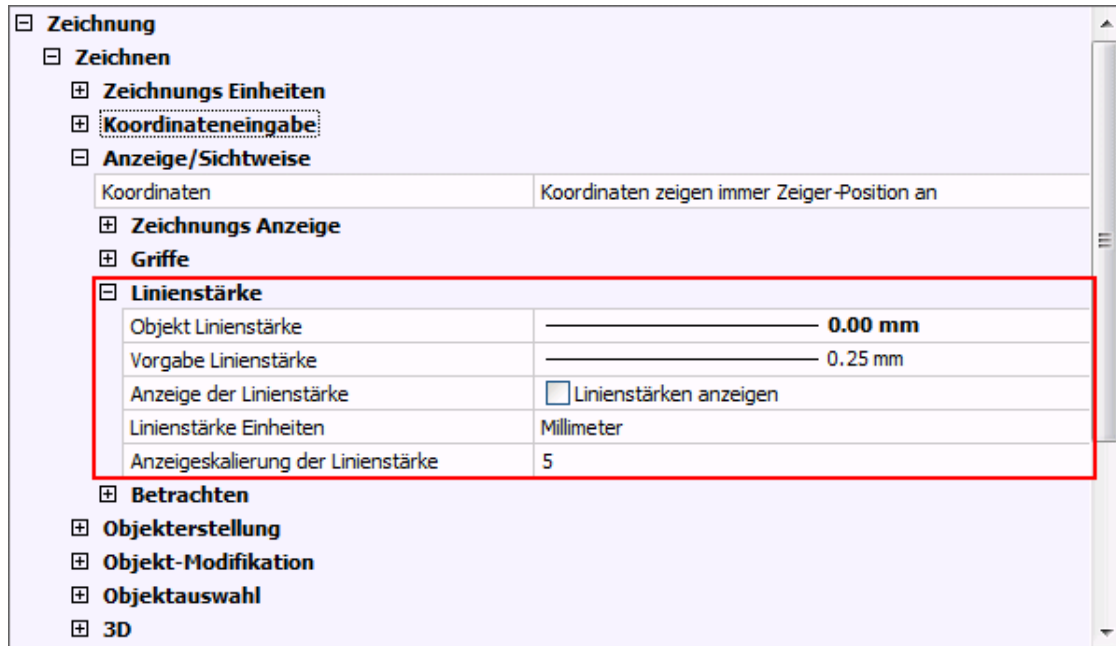 Zeichnung
Zeichnen
Zeichnungs Einheiten
Koordinateneingabe
Anzeige/Sichtweise
Koordinaten Koordinaten zeigen immer Zeiger-Position an
Zeichnungs Anzeige
Griffe
Linienstärke
Objekt Linienstärke 0.00 mm
Vorgabe Linienstärke 0.25 mm
Anzeige der Linienstärke Linienstärken anzeigen
Linienstärke Einheiten Millimeter
Anzeigeskalierung der Linienstärke 5
Betrachten
Objekterstellung
Objekt-Modifikation
Objektauswahl
3D